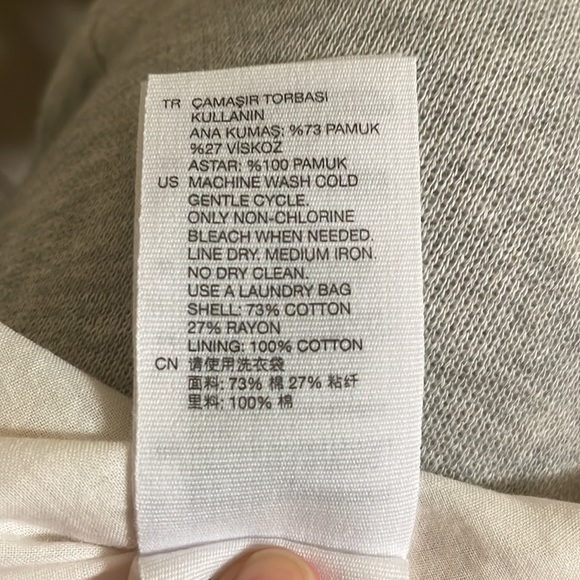 TR ÇAMAŞIR TORBASI
KULLANIN
ANA KUMAŞ: %73 PAMUK
%27 VİSKOZ
ASTAR: %100 PAMUK
US MACHINE WASH COLD
GENTLE CYCLE.
ONLY NON-CHLORINE
BLEACH WHEN NEEDED.
LINE DRY. MEDIUM IRON.
NO DRY CLEAN.
USE A LAUNDRY BAG
SHELL: 73% COTTON
27% RAYON
LINING: 100% COTTON
CN 请使用洗衣袋
面料: 73% 棉 27% 粘纤
里料: 100% 棉